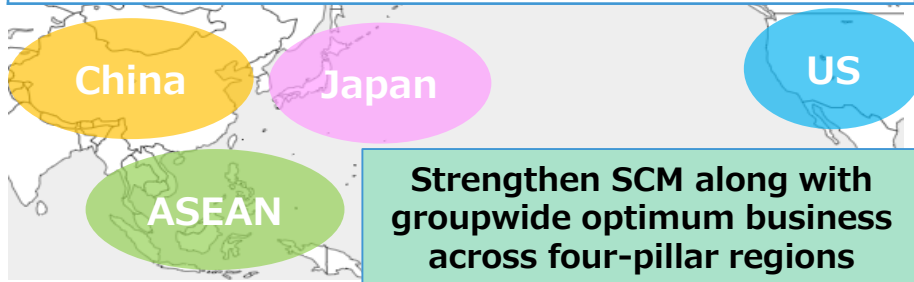 China
Japan
US
ASEAN
Strengthen SCM along with
groupwide optimum business
across four-pillar regions